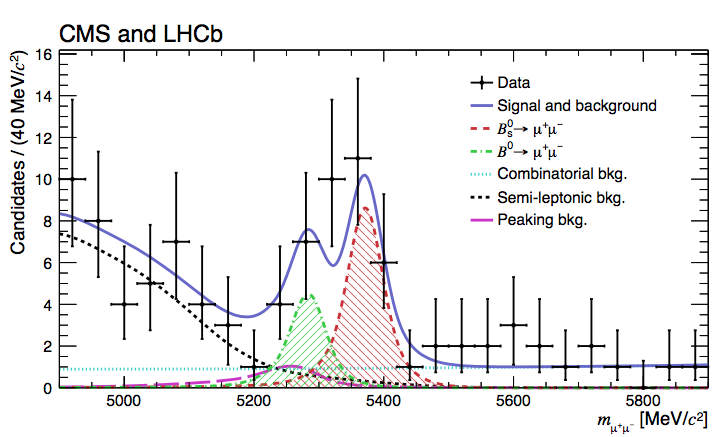 CMS and LHCb
Candidates / (40 MeV/c²)
16
14
12
10
8
6
4
2
0
Data
Signal and background
B⁰ₛ→ μ⁺μ⁻
B⁰→ μ⁺μ⁻
Combinatorial bkg.
Semi-leptonic bkg.
Peaking bkg.
5000 5200 5400 5600 5800
m_μ⁺μ⁻ [MeV/c²]